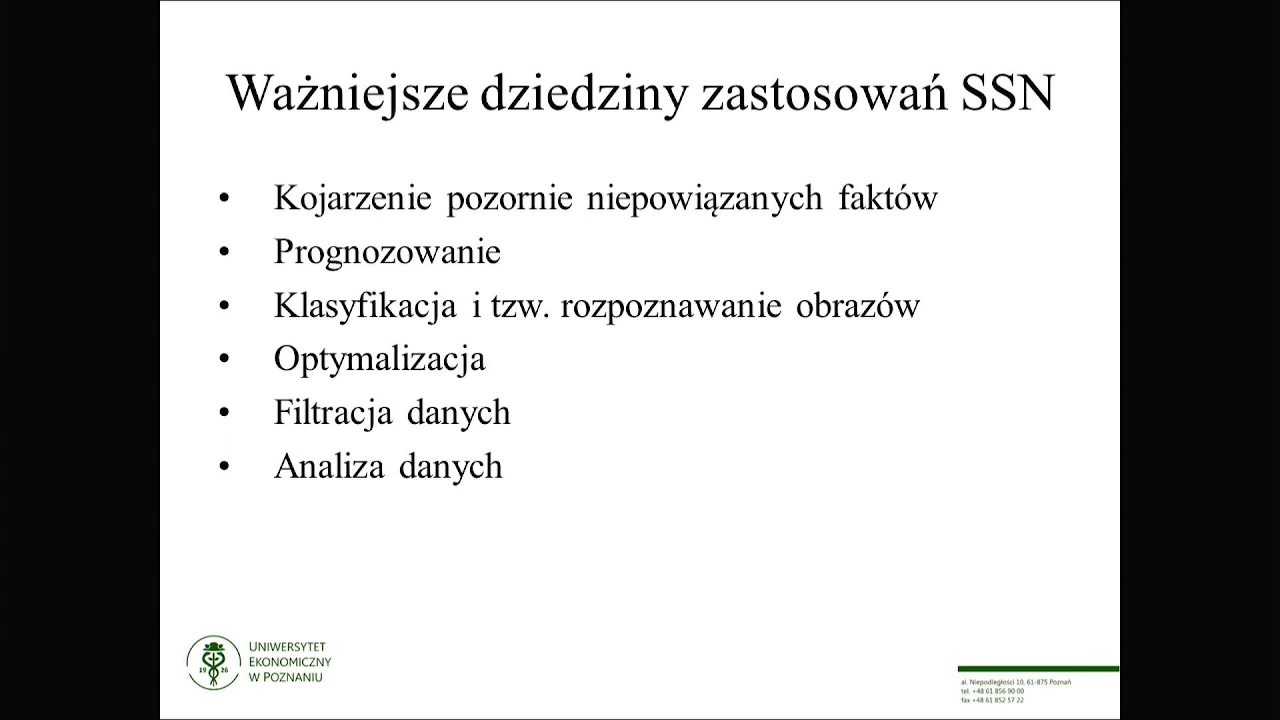 Ważniejsze dziedziny zastosowań SSN
• Kojarzenie pozornie niepowiązanych faktów
• Prognozowanie
• Klasyfikacja i tzw. rozpoznawanie obrazów
• Optymalizacja
• Filtracja danych
• Analiza danych
19 26
UNIWERSYTET
EKONOMICZNY
W POZNANIU
al. Niepodległości 10, 61-875 Poznań
tel. +48 61 856 90 00
fax +48 61 852 57 22